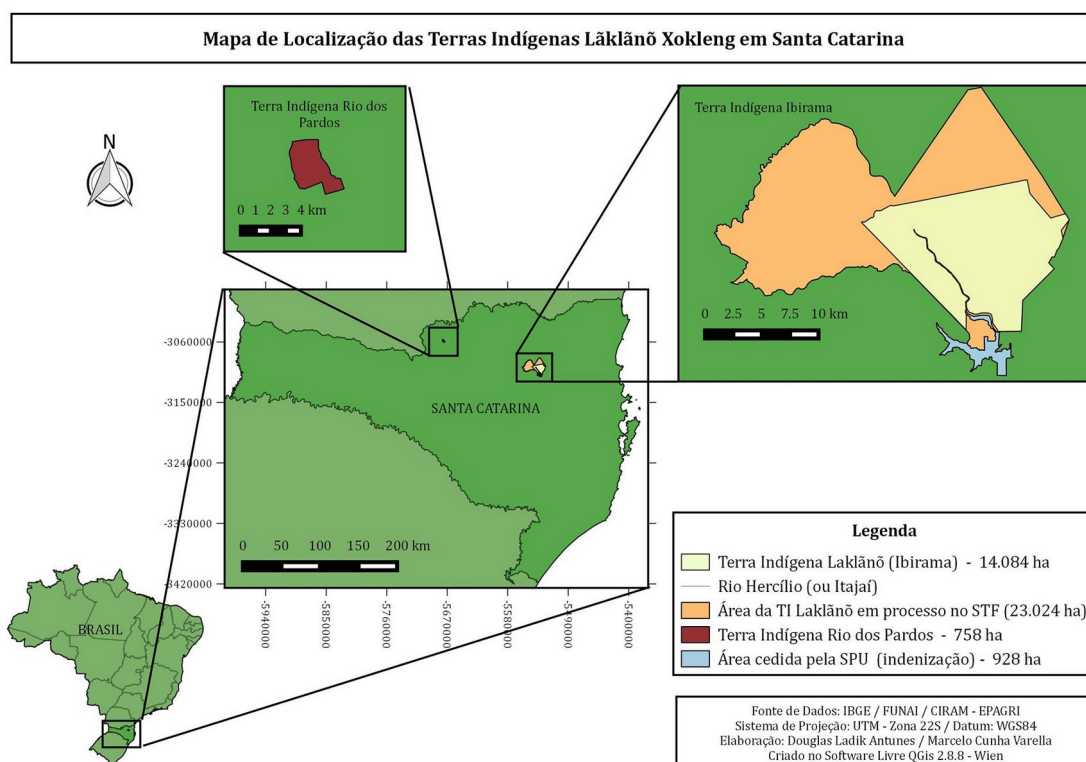 Mapa de Localização das Terras Indígenas Lãklãnõ Xokleng em Santa Catarina
N
Terra Indígena Rio dos
Pardos
0 1 2 3 4 km
Terra Indígena Ibirama
0 2.5 5 7.5 10 km
-3060000
-3150000
-3240000
-3330000
-3420000
SANTA CATARINA
0 50 100 150 200 km
-5940000
-5850000
-5760000
-5670000
-5580000
-5490000
-5400000
BRASIL
Legenda
Terra Indígena Laklãnõ (Ibirama) - 14.084 ha
Rio Hercílio (ou Itajaí)
Área da TI Laklãnõ em processo no STF (23.024 ha)
Terra Indígena Rio dos Pardos - 758 ha
Área cedida pela SPU (indenização) - 928 ha
Fonte de Dados: IBGE / FUNAI / CIRAM - EPAGRI
Sistema de Projeção: UTM - Zona 22S / Datum: WGS84
Elaboração: Douglas Ladik Antunes / Marcelo Cunha Varella
Criado no Software Livre QGis 2.8.8 - Wien